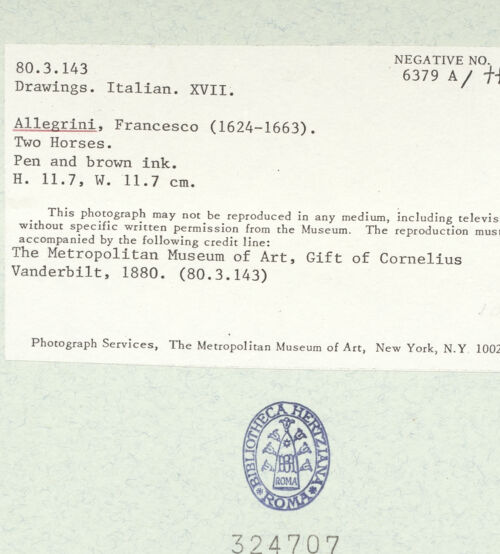 80.3.143
Drawings. Italian. XVII.
NEGATIVE NO.
6379 A/
Allegrini, Francesco (1624-1663).
Two Horses.
Pen and brown ink.
H. 11.7, W. 11.7 cm.
This photograph may not be reproduced in any medium, including
without specific written permission from the Museum. The reproduction
accompanied by the following credit line:
The Metropolitan Museum of Art, Gift of Cornelius
Vanderbilt, 1880. (80.3.143)
Photograph Services, The Metropolitan Museum of Art, New York, N.Y.
BIBLIOTHECA HERTZIANA
ROMA
ROMA
324707